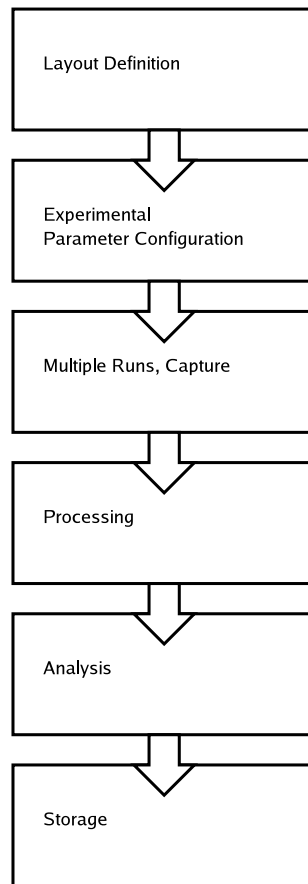 Layout Definition
Experimental
Parameter Configuration
Multiple Runs, Capture
Processing
Analysis
Storage